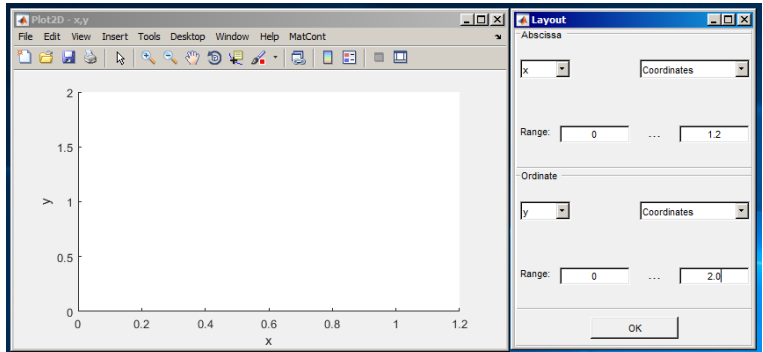 Plot2D - x,y
File Edit View Insert Tools Desktop Window Help MatCont
2
1.5
1
0.5
0
y
0 0.2 0.4 0.6 0.8 1 1.2
x
Layout
Abscissa
x Coordinates
Range: 0 ... 1.2
Ordinate
y Coordinates
Range: 0 ... 2.0
OK